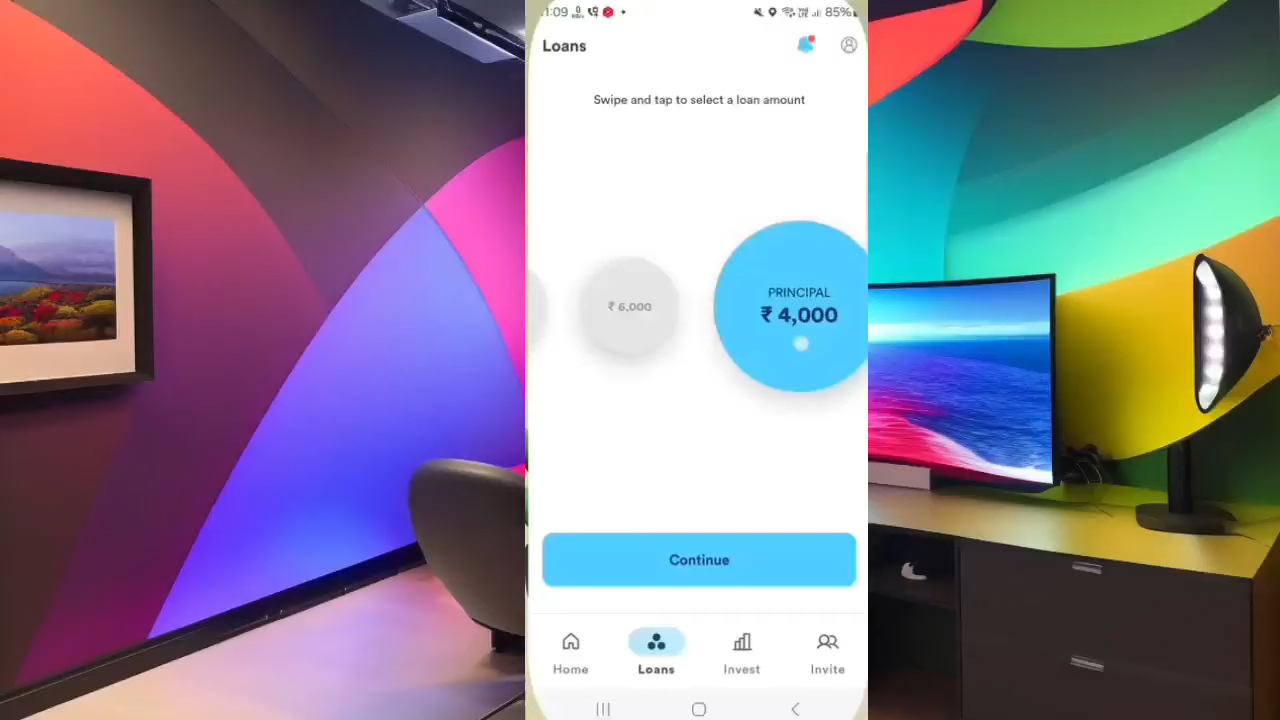 :09
85%
Loans
Swipe and tap to select a loan amount
₹ 6,000
PRINCIPAL
₹ 4,000
Continue
Home Loans Invest Invite